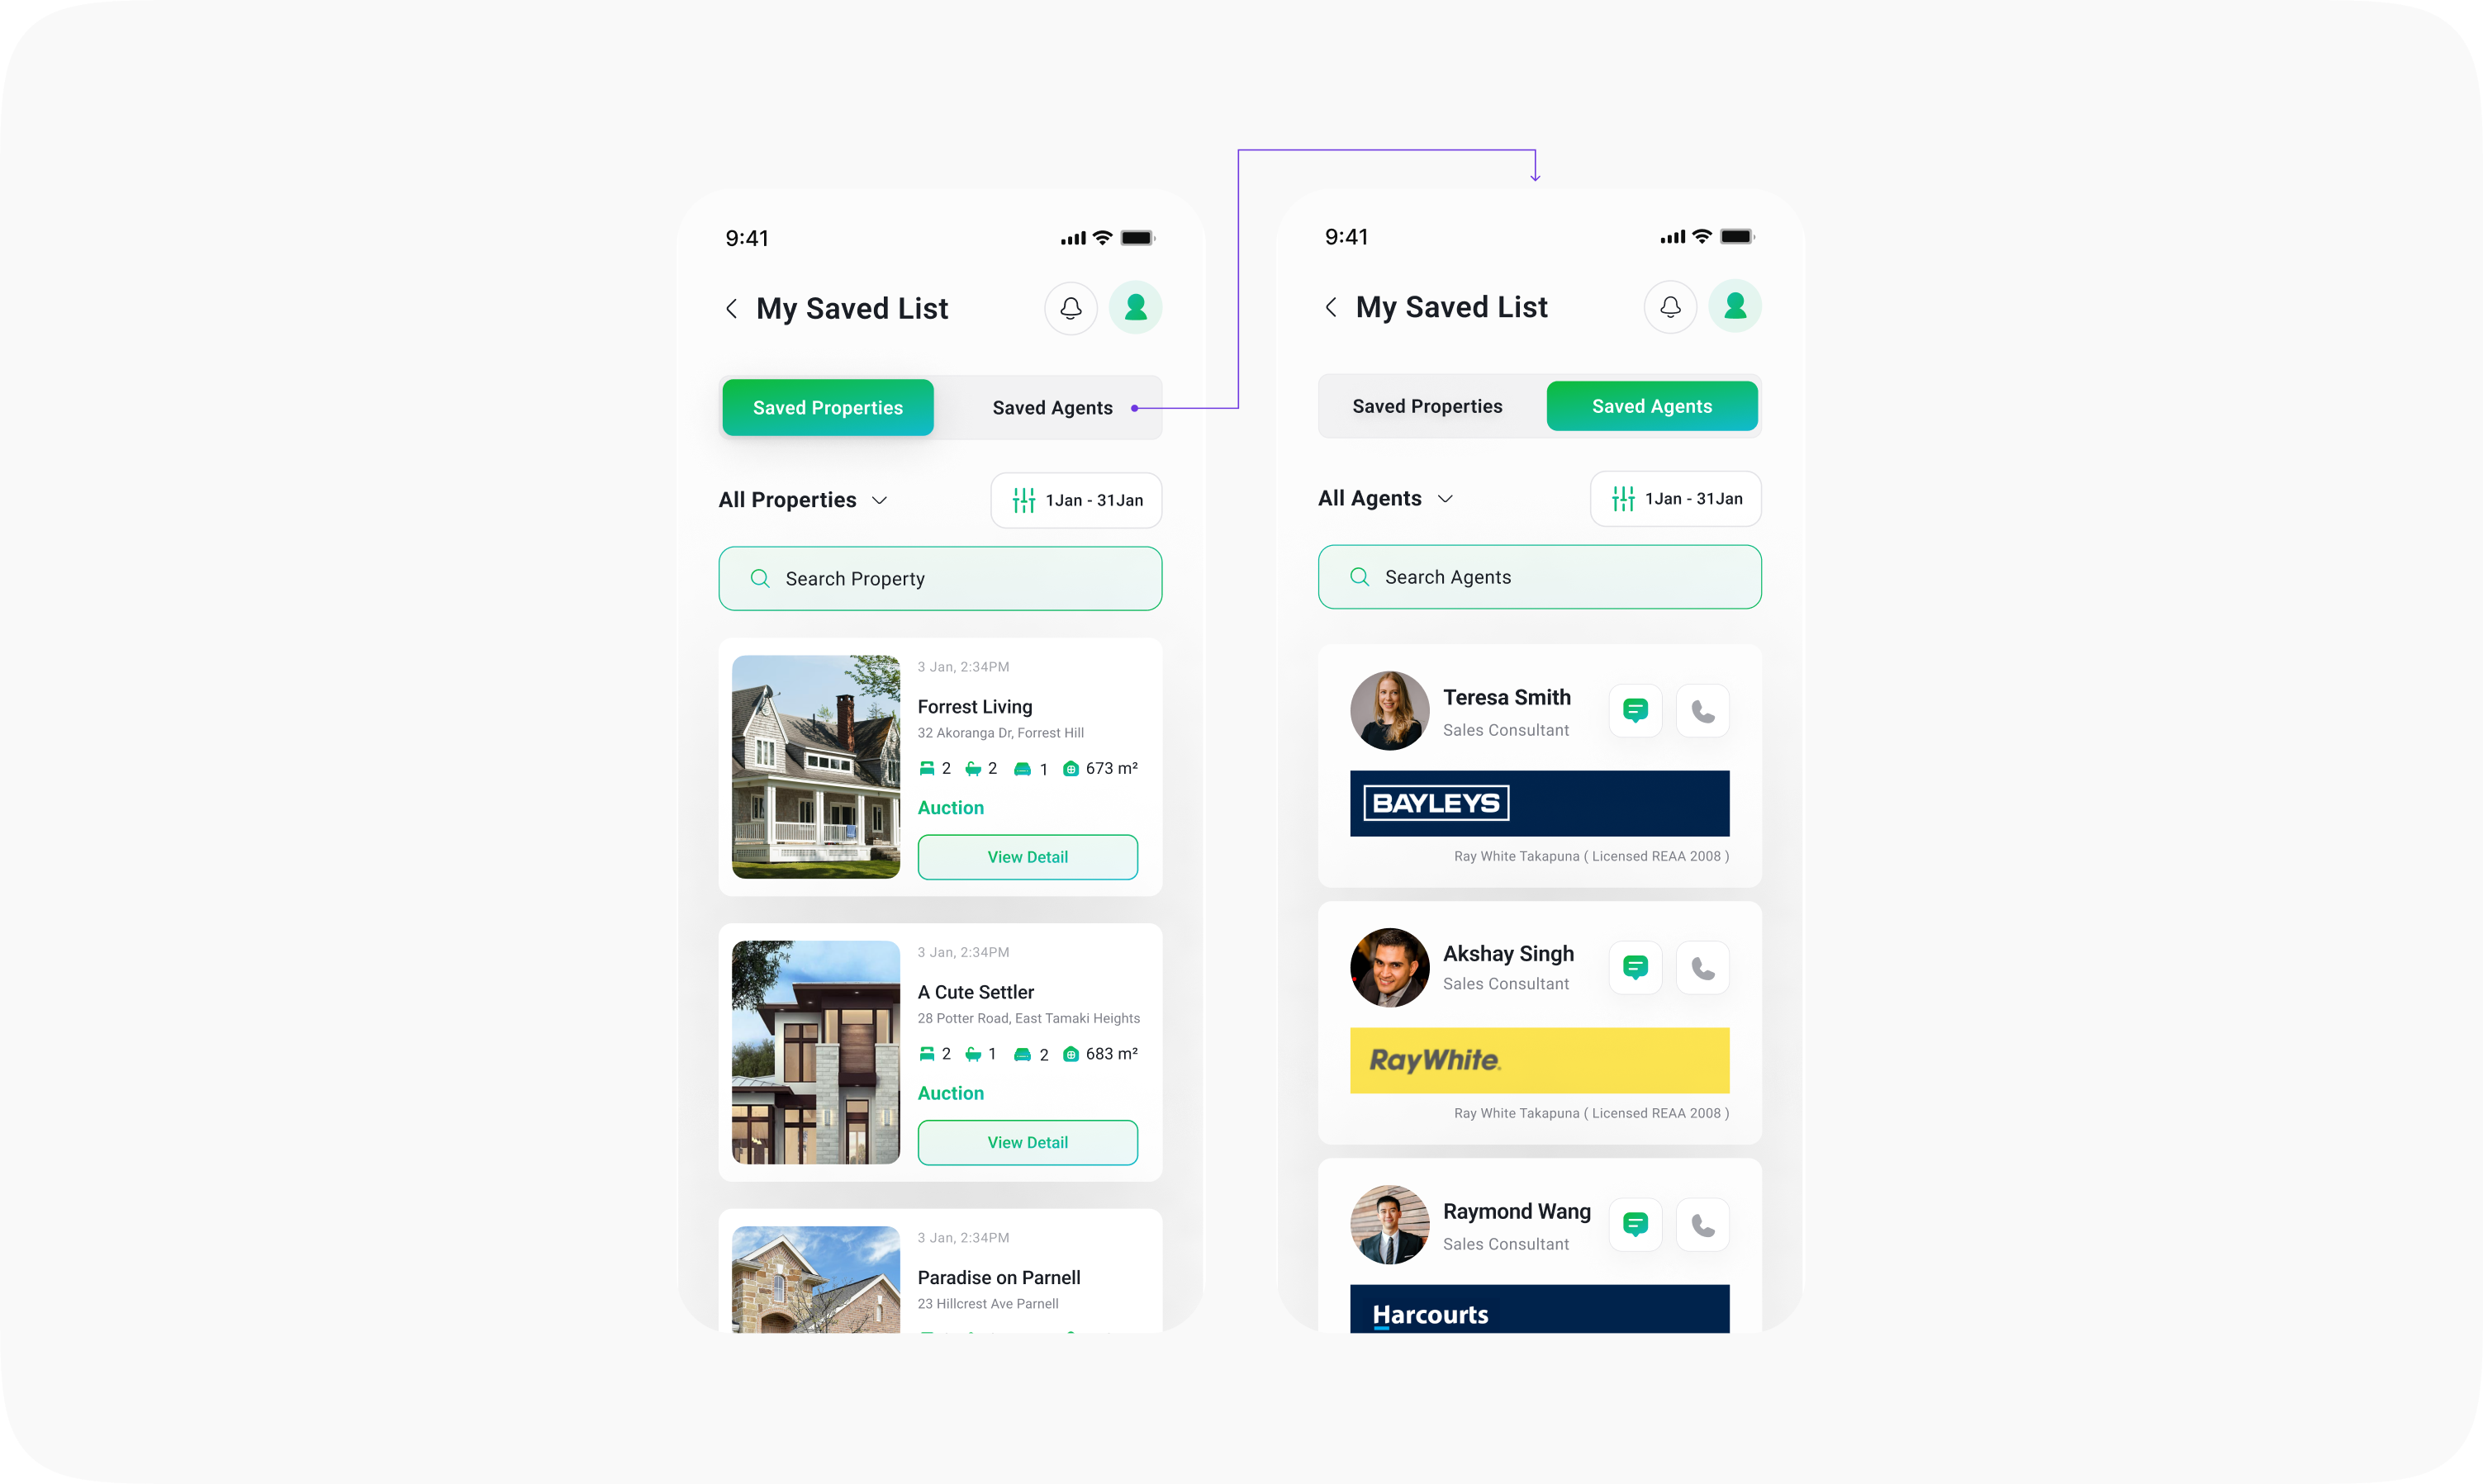 9:41
My Saved List
Saved Properties
Saved Agents
All Properties
1Jan - 31Jan
Search Property
3 Jan, 2:34PM
Forrest Living
32 Akoranga Dr, Forrest Hill
2 2 1 673 m²
Auction
View Detail
3 Jan, 2:34PM
A Cute Settler
28 Potter Road, East Tamaki Heights
2 1 2 683 m²
Auction
View Detail
3 Jan, 2:34PM
Paradise on Parnell
23 Hillcrest Ave Parnell
9:41
My Saved List
Saved Properties
Saved Agents
All Agents
1Jan - 31Jan
Search Agents
Teresa Smith
Sales Consultant
BAYLEYS
Ray White Takapuna ( Licensed REAA 2008 )
Akshay Singh
Sales Consultant
RayWhite.
Ray White Takapuna ( Licensed REAA 2008 )
Raymond Wang
Sales Consultant
Harcourts